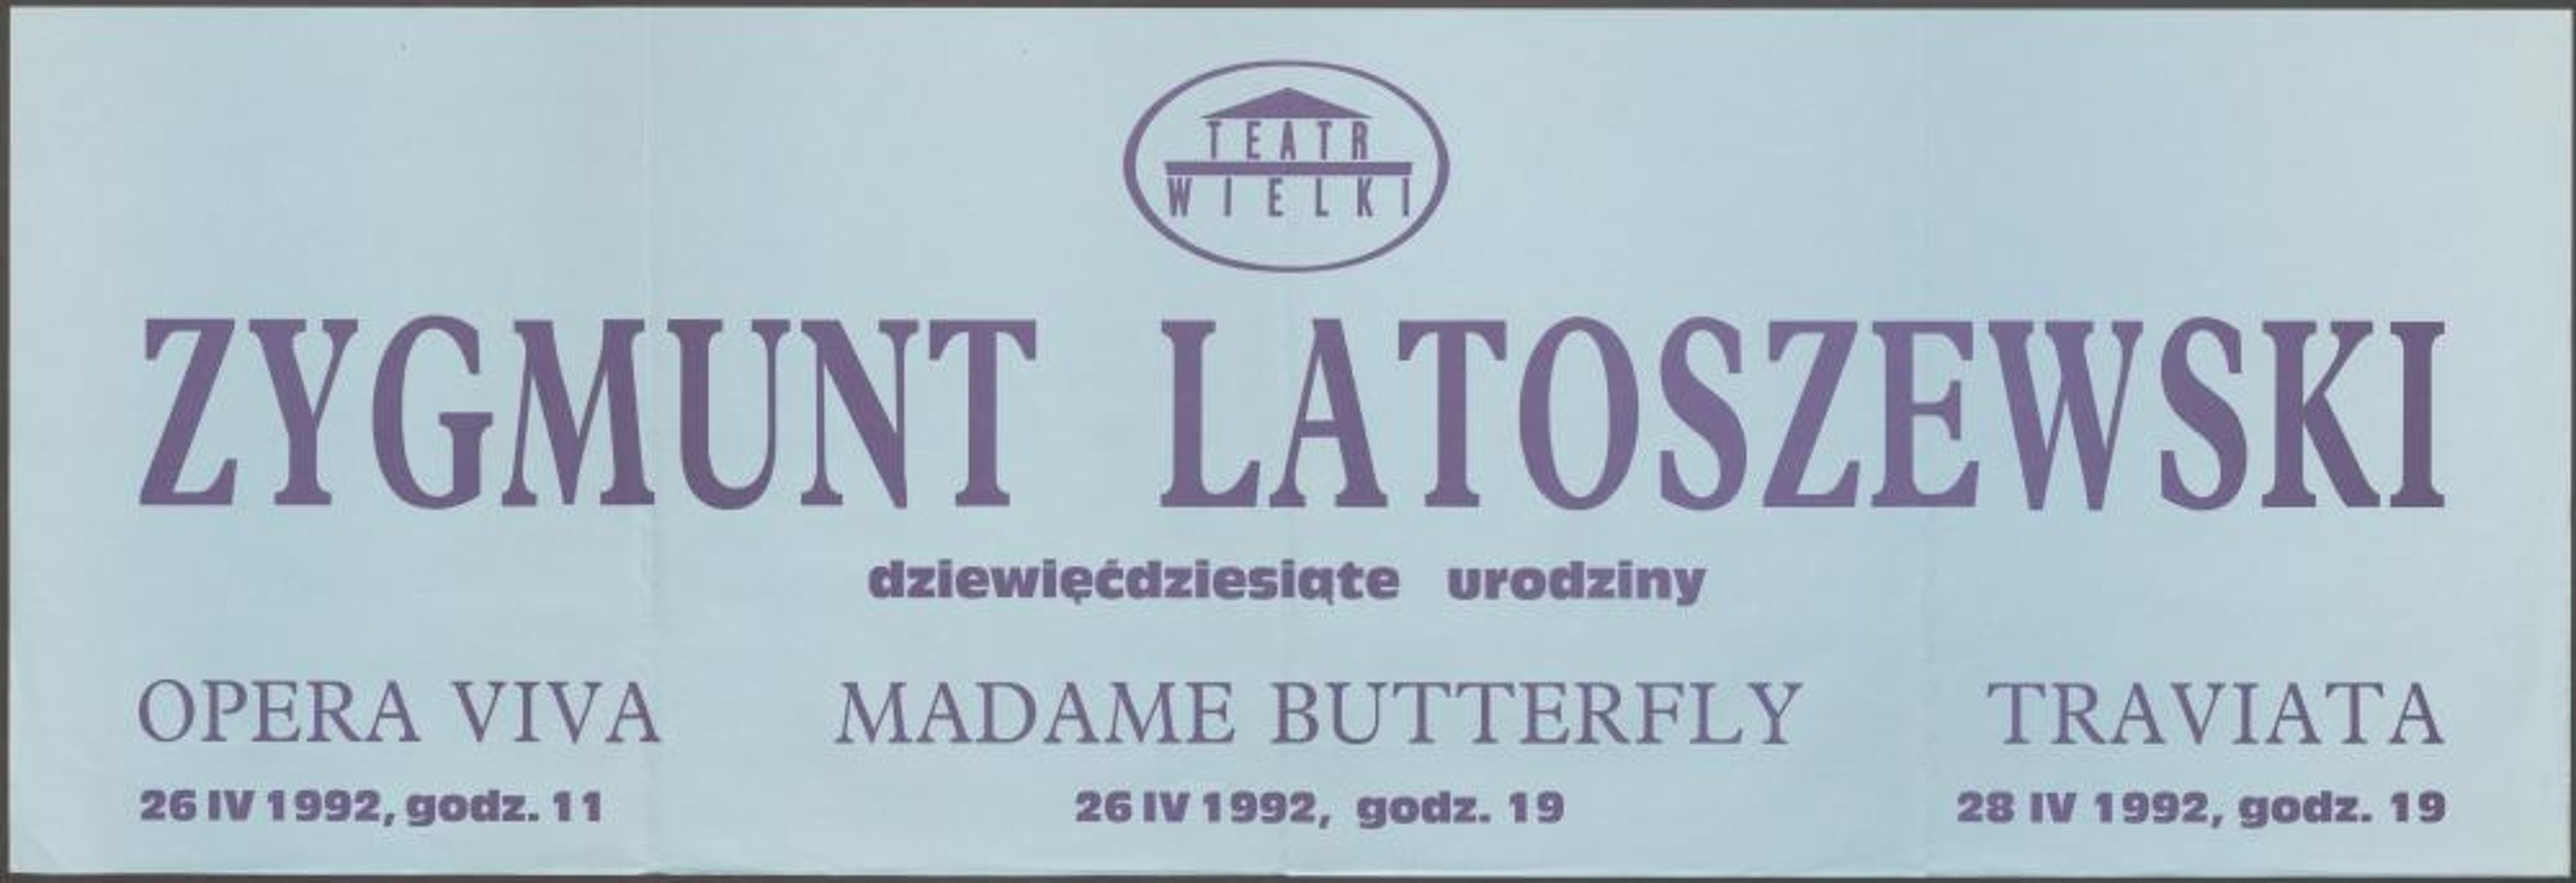 TEATR
WIELKI
ZYGMUNT LATOSZEWSKI
dziewięćdziesiąte urodziny
OPERA VIVA MADAME BUTTERFLY TRAVIATA
26 IV 1992, godz. 11 26 IV 1992, godz. 19 28 IV 1992, godz. 19